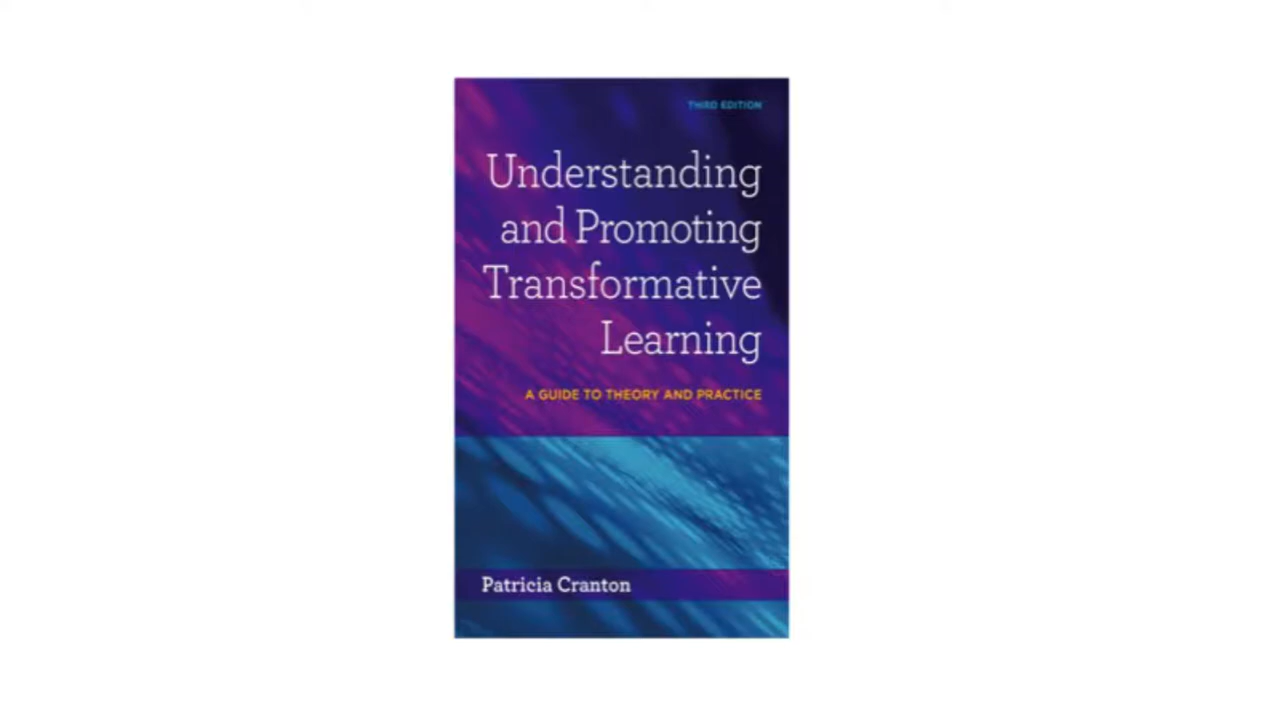 THIRD EDITION
Understanding
and Promoting
Transformative
Learning
A GUIDE TO THEORY AND PRACTICE
Patricia Cranton